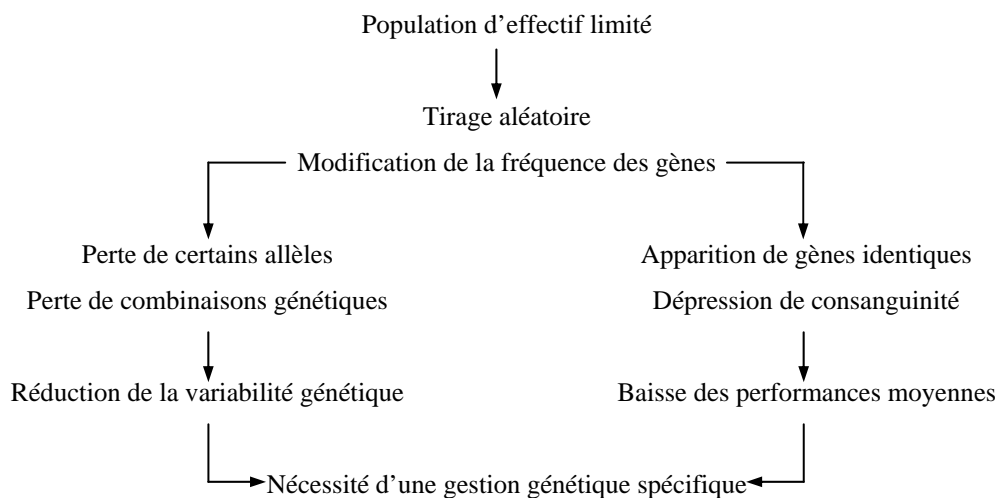 Population d’effectif limité
Tirage aléatoire
Modification de la fréquence des gènes
Perte de certains allèles
Perte de combinaisons génétiques
Réduction de la variabilité génétique
Apparition de gènes identiques
Dépression de consanguinité
Baisse des performances moyennes
Nécessité d’une gestion génétique spécifique